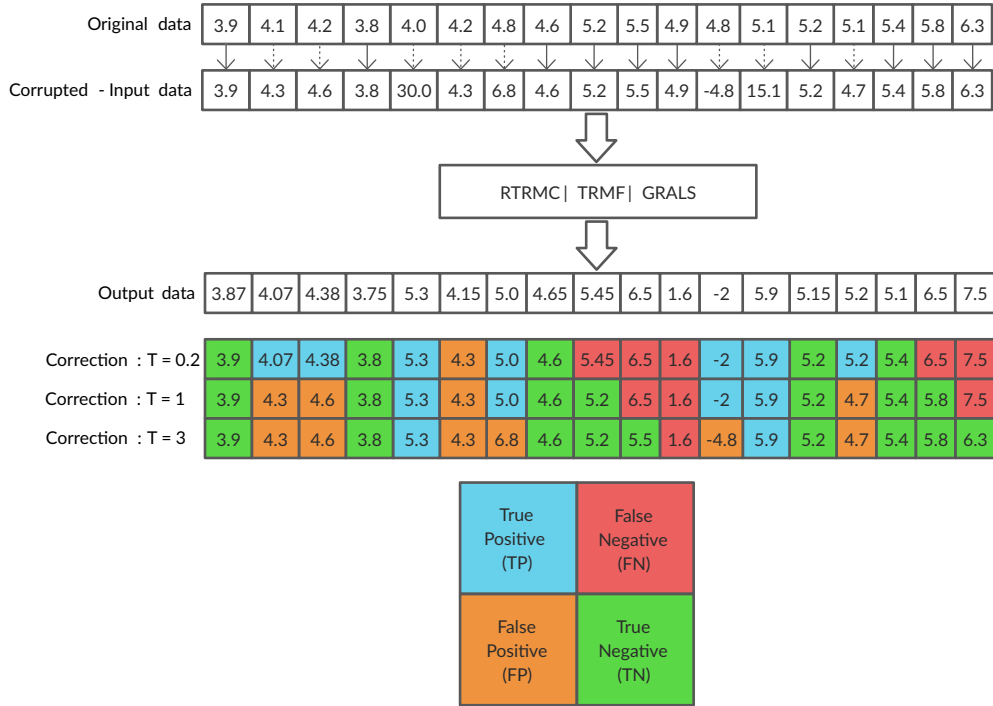 Original data 3.9 4.1 4.2 3.8 4.0 4.2 4.8 4.6 5.2 5.5 4.9 4.8 5.1 5.2 5.1 5.4 5.8 6.3
Corrupted - Input data 3.9 4.3 4.6 3.8 30.0 4.3 6.8 4.6 5.2 5.5 4.9 -4.8 15.1 5.2 4.7 5.4 5.8 6.3
RTRMC | TRMF | GRALS
Output data 3.87 4.07 4.38 3.75 5.3 4.15 5.0 4.65 5.45 6.5 1.6 -2 5.9 5.15 5.2 5.1 6.5 7.5
Correction : T = 0.2 3.9 4.07 4.38 3.8 5.3 4.3 5.0 4.6 5.45 6.5 1.6 -2 5.9 5.2 5.2 5.4 6.5 7.5
Correction : T = 1 3.9 4.3 4.6 3.8 5.3 4.3 5.0 4.6 5.2 6.5 1.6 -2 5.9 5.2 4.7 5.4 5.8 7.5
Correction : T = 3 3.9 4.3 4.6 3.8 5.3 4.3 6.8 4.6 5.2 5.5 1.6 -4.8 5.9 5.2 4.7 5.4 5.8 6.3
True
Positive
(TP)
False
Negative
(FN)
False
Positive
(FP)
True
Negative
(TN)